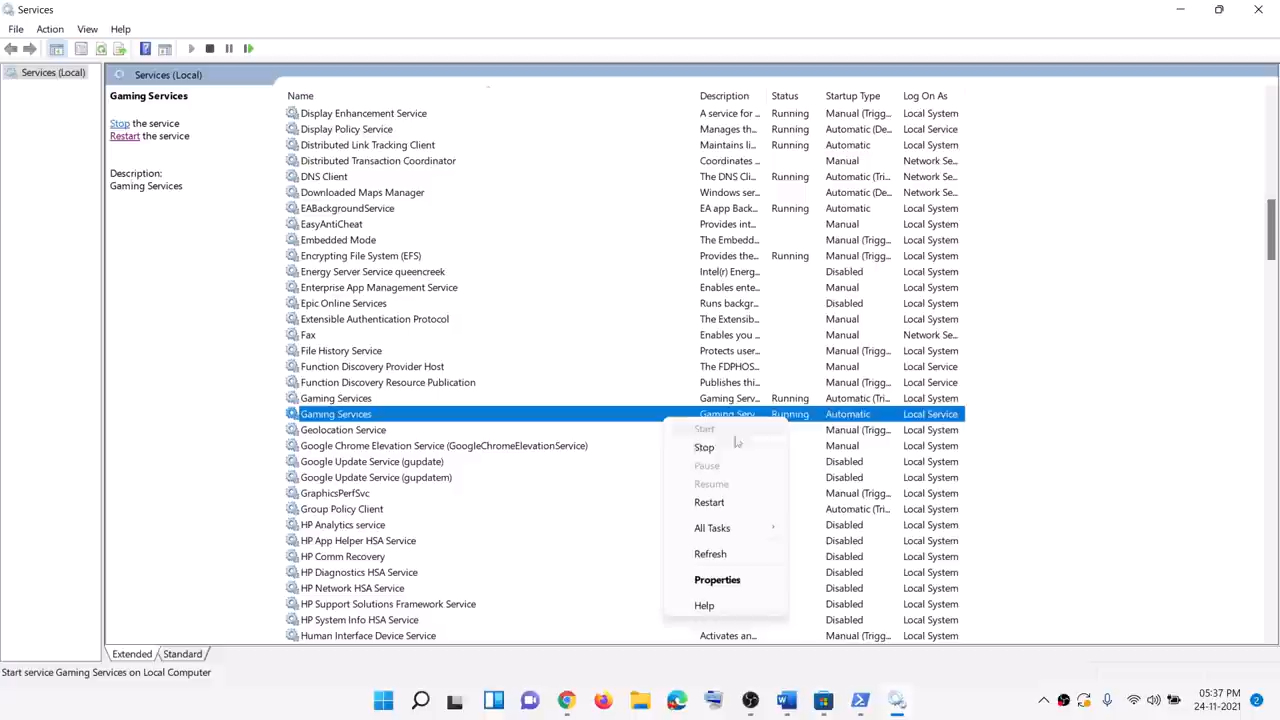 Services
File Action View Help
Services (Local)
Services (Local)
Gaming Services
Stop the service
Restart the service
Description:
Gaming Services
Name Description Status Startup Type Log On As
Display Enhancement Service A service for ... Running Manual (Trigg... Local System
Display Policy Service Manages th... Running Automatic (De... Local Service
Distributed Link Tracking Client Maintains li... Running Automatic Local System
Distributed Transaction Coordinator Coordinates ... Manual Network Se...
DNS Client The DNS Cli... Running Automatic (Tri... Network Se...
Downloaded Maps Manager Windows ser... Automatic (De... Network Se...
EABackgroundService EA app Back... Running Automatic Local System
EasyAntiCheat Provides int... Manual Local System
Embedded Mode The Embedd... Manual (Trigg... Local System
Encrypting File System (EFS) Provides the... Running Manual (Trigg... Local System
Energy Server Service queencreek Intel(r) Energ... Disabled Local System
Enterprise App Management Service Enables ente... Manual Local System
Epic Online Services Runs backgr... Disabled Local System
Extensible Authentication Protocol The Extensib... Manual Local System
Fax Enables you ... Manual Network Se...
File History Service Protects user... Manual (Trigg... Local System
Function Discovery Provider Host The FDPHOS... Manual Local Service
Function Discovery Resource Publication Publishes thi... Manual (Trigg... Local Service
Gaming Services Gaming Serv... Running Automatic (Tri... Local System
Gaming Services Gaming Serv... Running Automatic Local Service
Geolocation Service Manual (Trigg... Local System
Google Chrome Elevation Service (GoogleChromeElevationService) Manual Local System
Google Update Service (gupdate) Disabled Local System
Google Update Service (gupdatem) Disabled Local System
GraphicsPerfSvc Manual (Trigg... Local System
Group Policy Client Automatic (Tri... Local System
HP Analytics service Disabled Local System
HP App Helper HSA Service Disabled Local System
HP Comm Recovery Disabled Local System
HP Diagnostics HSA Service Disabled Local System
HP Network HSA Service Disabled Local System
HP Support Solutions Framework Service Disabled Local System
HP System Info HSA Service Disabled Local System
Human Interface Device Service Activates an... Manual (Trigg... Local System
Start
Stop
Pause
Resume
Restart
All Tasks
Refresh
Properties
Help
Extended Standard
Start service Gaming Services on Local Computer
05:37 PM
24-11-2021
2